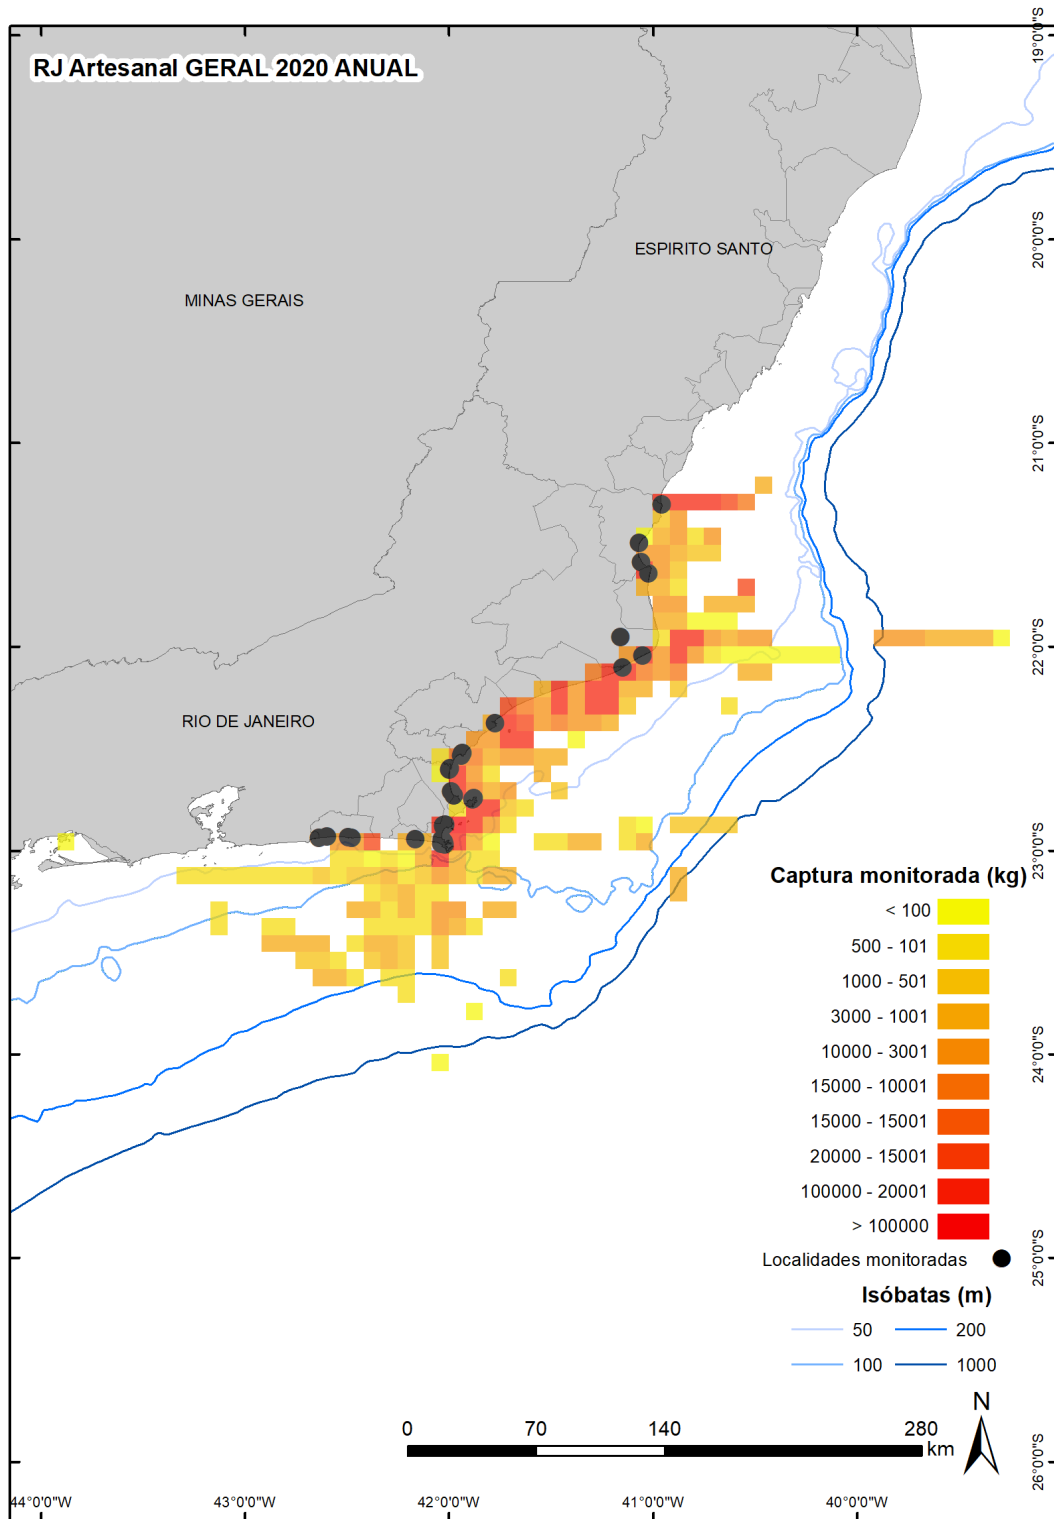 RJ Artesanal GERAL 2020 ANUAL
19°0'0"S
ESPIRITO SANTO
20°0'0"S
MINAS GERAIS
21°0'0"S
22°0'0"S
RIO DE JANEIRO
23°0'0"S
Captura monitorada (kg)
< 100
500 - 101
1000 - 501
3000 - 1001
10000 - 3001
15000 - 10001
15000 - 15001
20000 - 15001
100000 - 20001
> 100000
24°0'0"S
Localidades monitoradas
25°0'0"S
Isóbatas (m)
50
200
100
1000
N
0 70 140 280
km
26°0'0"S
44°0'0"W 43°0'0"W 42°0'0"W 41°0'0"W 40°0'0"W